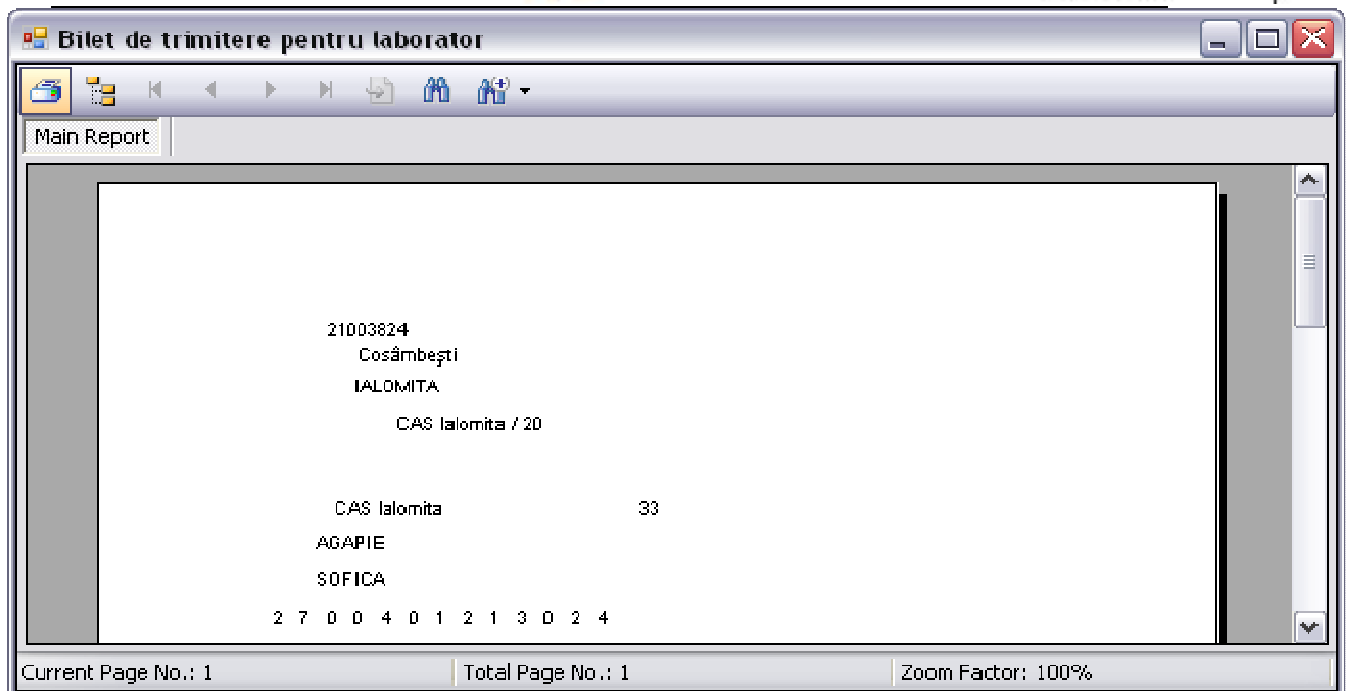 Bilet de trimitere pentru laborator
Main Report
21003824
Cosâmbeşti
IALOMITA
CAS Ialomita / 20
CAS Ialomita 33
AGAPIE
SOFICA
2 7 0 0 4 0 1 2 1 3 0 2 4
Current Page No.: 1 Total Page No.: 1 Zoom Factor: 100%